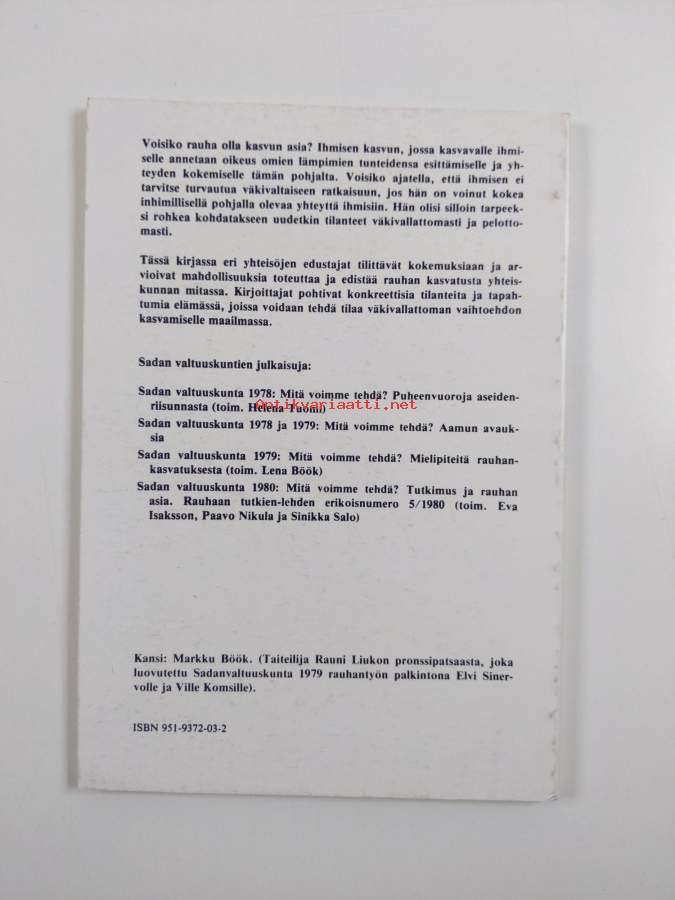 Voisiko rauha olla kasvun asia? Ihmisen kasvun, jossa kasvavalle ihmi-
selle annetaan oikeus omien lämpimien tunteidensa esittämiselle ja yh-
teyden kokemiselle tämän pohjalta. Voisiko ajatella, että ihmisen ei
tarvitse turvautua väkivaltaiseen ratkaisuun, jos hän on voinut kokea
inhimillisellä pohjalla olevaa yhteyttä ihmisiin. Hän olisi silloin tarpeek-
si rohkea kohdatakseen uudetkin tilanteet väkivallattomasti ja pelotto-
masti.
Tässä kirjassa eri yhteisöjen edustajat tilittävät kokemuksiaan ja ar-
vioivat mahdollisuuksia toteuttaa ja edistää rauhan kasvatusta yhteis-
kunnan mitassa. Kirjoittajat pohtivat konkreettisia tilanteita ja tapah-
tumia elämässä, joissa voidaan tehdä tilaa väkivallattoman vaihtoehdon
kasvamiselle maailmassa.
Sadan valtuuskuntien julkaisuja:
Sadan valtuuskunta 1978: Mitä voimme tehdä? Puheenvuoroja aseiden-
riisunnasta (toim. Helena Tuomi)
Antikvariaatti.net
Sadan valtuuskunta 1978 ja 1979: Mitä voimme tehdä? Aamun avauk-
sia
Sadan valtuuskunta 1979: Mitä voimme tehdä? Mielipiteitä rauhan-
kasvatuksesta (toim. Lena Böök)
Sadan valtuuskunta 1980: Mitä voimme tehdä? Tutkimus ja rauhan
asia. Rauhaan tutkien-lehden erikoisnumero 5/1980 (toim. Eva
Isaksson, Paavo Nikula ja Sinikka Salo)
Kansi: Markku Böök. (Taiteilija Rauni Liukon pronssipatsaasta, joka
luovutettu Sadanvaltuuskunta 1979 rauhantyön palkintona Elvi Siner-
volle ja Ville Komsille).
ISBN 951-9372-03-2